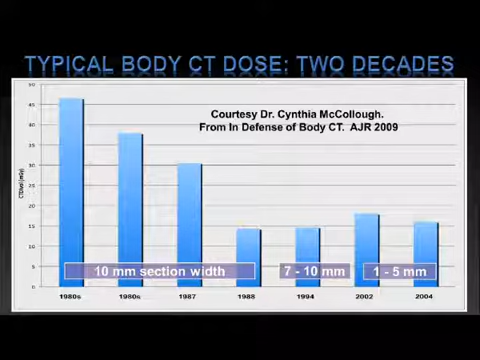 TYPICAL BODY CT DOSE: TWO DECADES
Courtesy Dr. Cynthia McCollough.
From In Defense of Body CT. AJR 2009
50
45
40
35
30
25
20
15
10
5
0
10 mm section width
7 - 10 mm
1 - 5 mm
1980s
1980s
1987
1988
1994
2002
2004